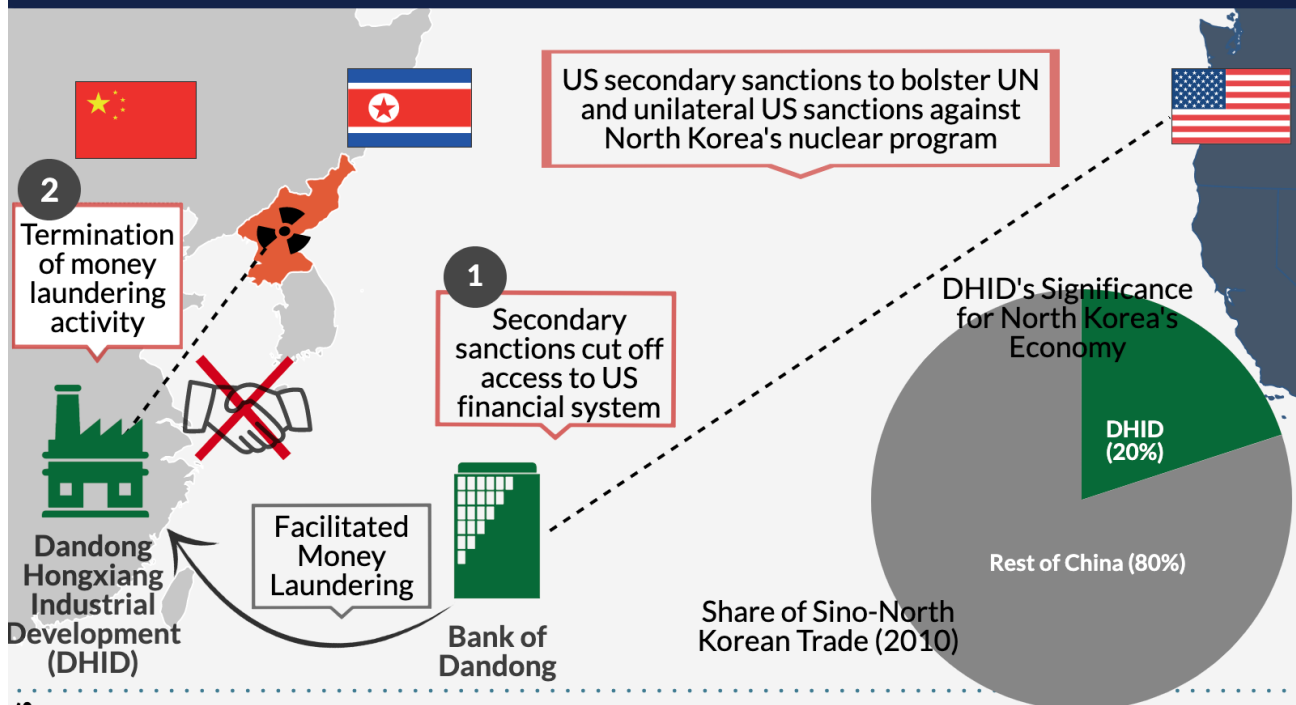 US secondary sanctions to bolster UN
and unilateral US sanctions against
North Korea's nuclear program
2
Termination
of money
laundering
activity
1
Secondary
sanctions cut off
access to US
financial system
DHID's Significance
for North Korea's
Economy
DHID
(20%)
Rest of China (80%)
Facilitated
Money
Laundering
Dandong
Hongxiang
Industrial
Development
(DHID)
Bank of
Dandong
Share of Sino-North
Korean Trade (2010)